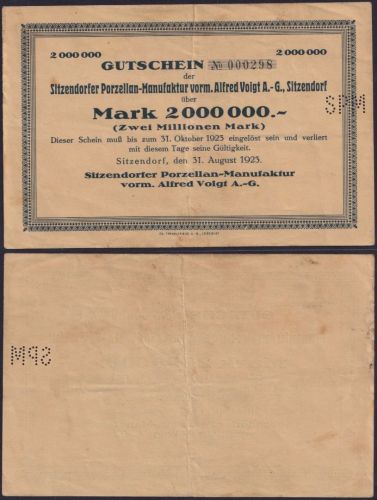 2 000 000 2 000 000
GUTSCHEIN № 000298
der
Sitzendorfer Porzellan-Manufaktur vorm. Alfred Voigt A.-G., Sitzendorf
über
Mark 2 000 000.-
(Zwei Millionen Mark)
Dieser Schein muß bis zum 31. Oktober 1923 eingelöst sein und verliert
mit diesem Tage seine Gültigkeit.
Sitzendorf, den 31. August 1923.
Sitzendorfer Porzellan-Manufaktur
vorm. Alfred Voigt A.-G.
SPM